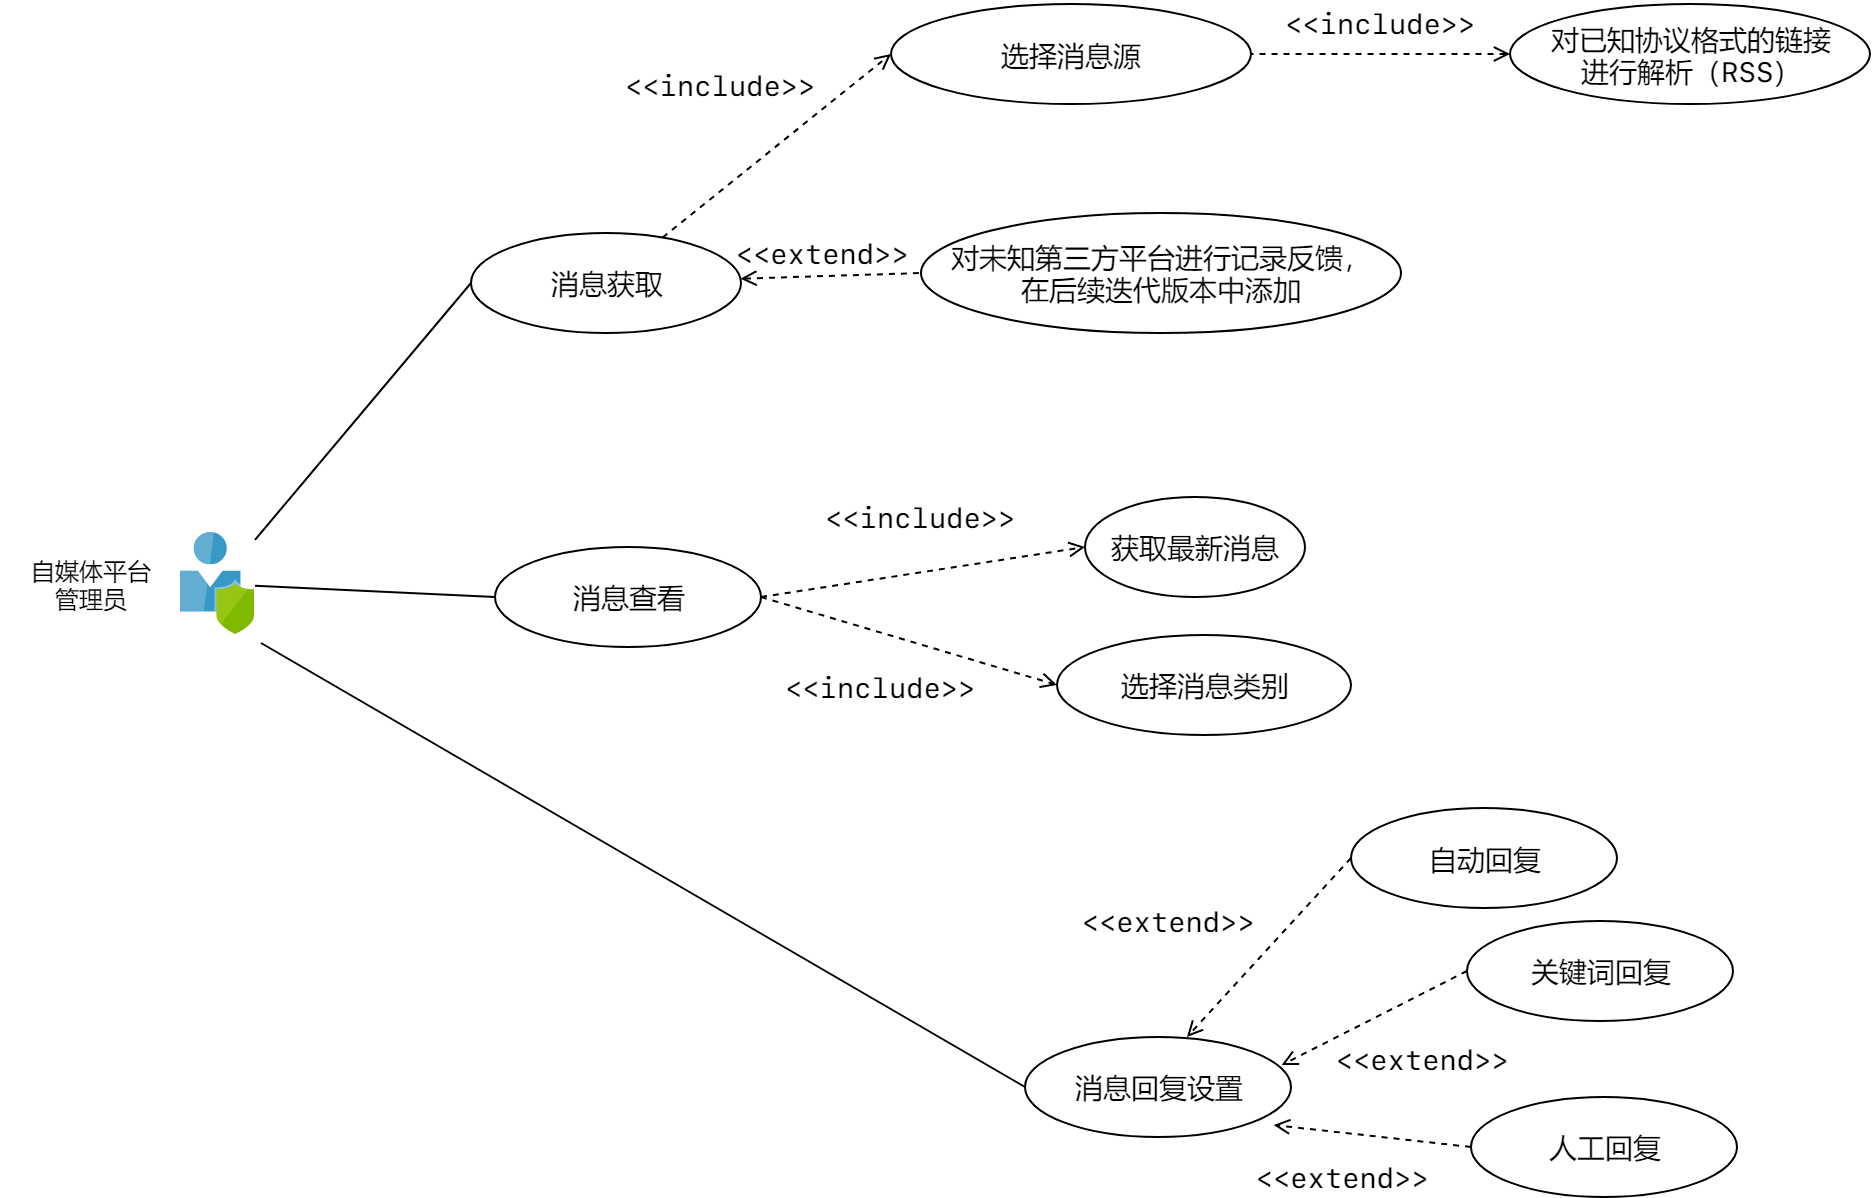 <<include>>
选择消息源
对已知协议格式的链接
进行解析（RSS）
<<include>>
<<extend>>
对未知第三方平台进行记录反馈，
在后续迭代版本中添加
消息获取
<<include>>
获取最新消息
自媒体平台
管理员
消息查看
选择消息类别
<<include>>
自动回复
<<extend>>
关键词回复
<<extend>>
消息回复设置
人工回复
<<extend>>